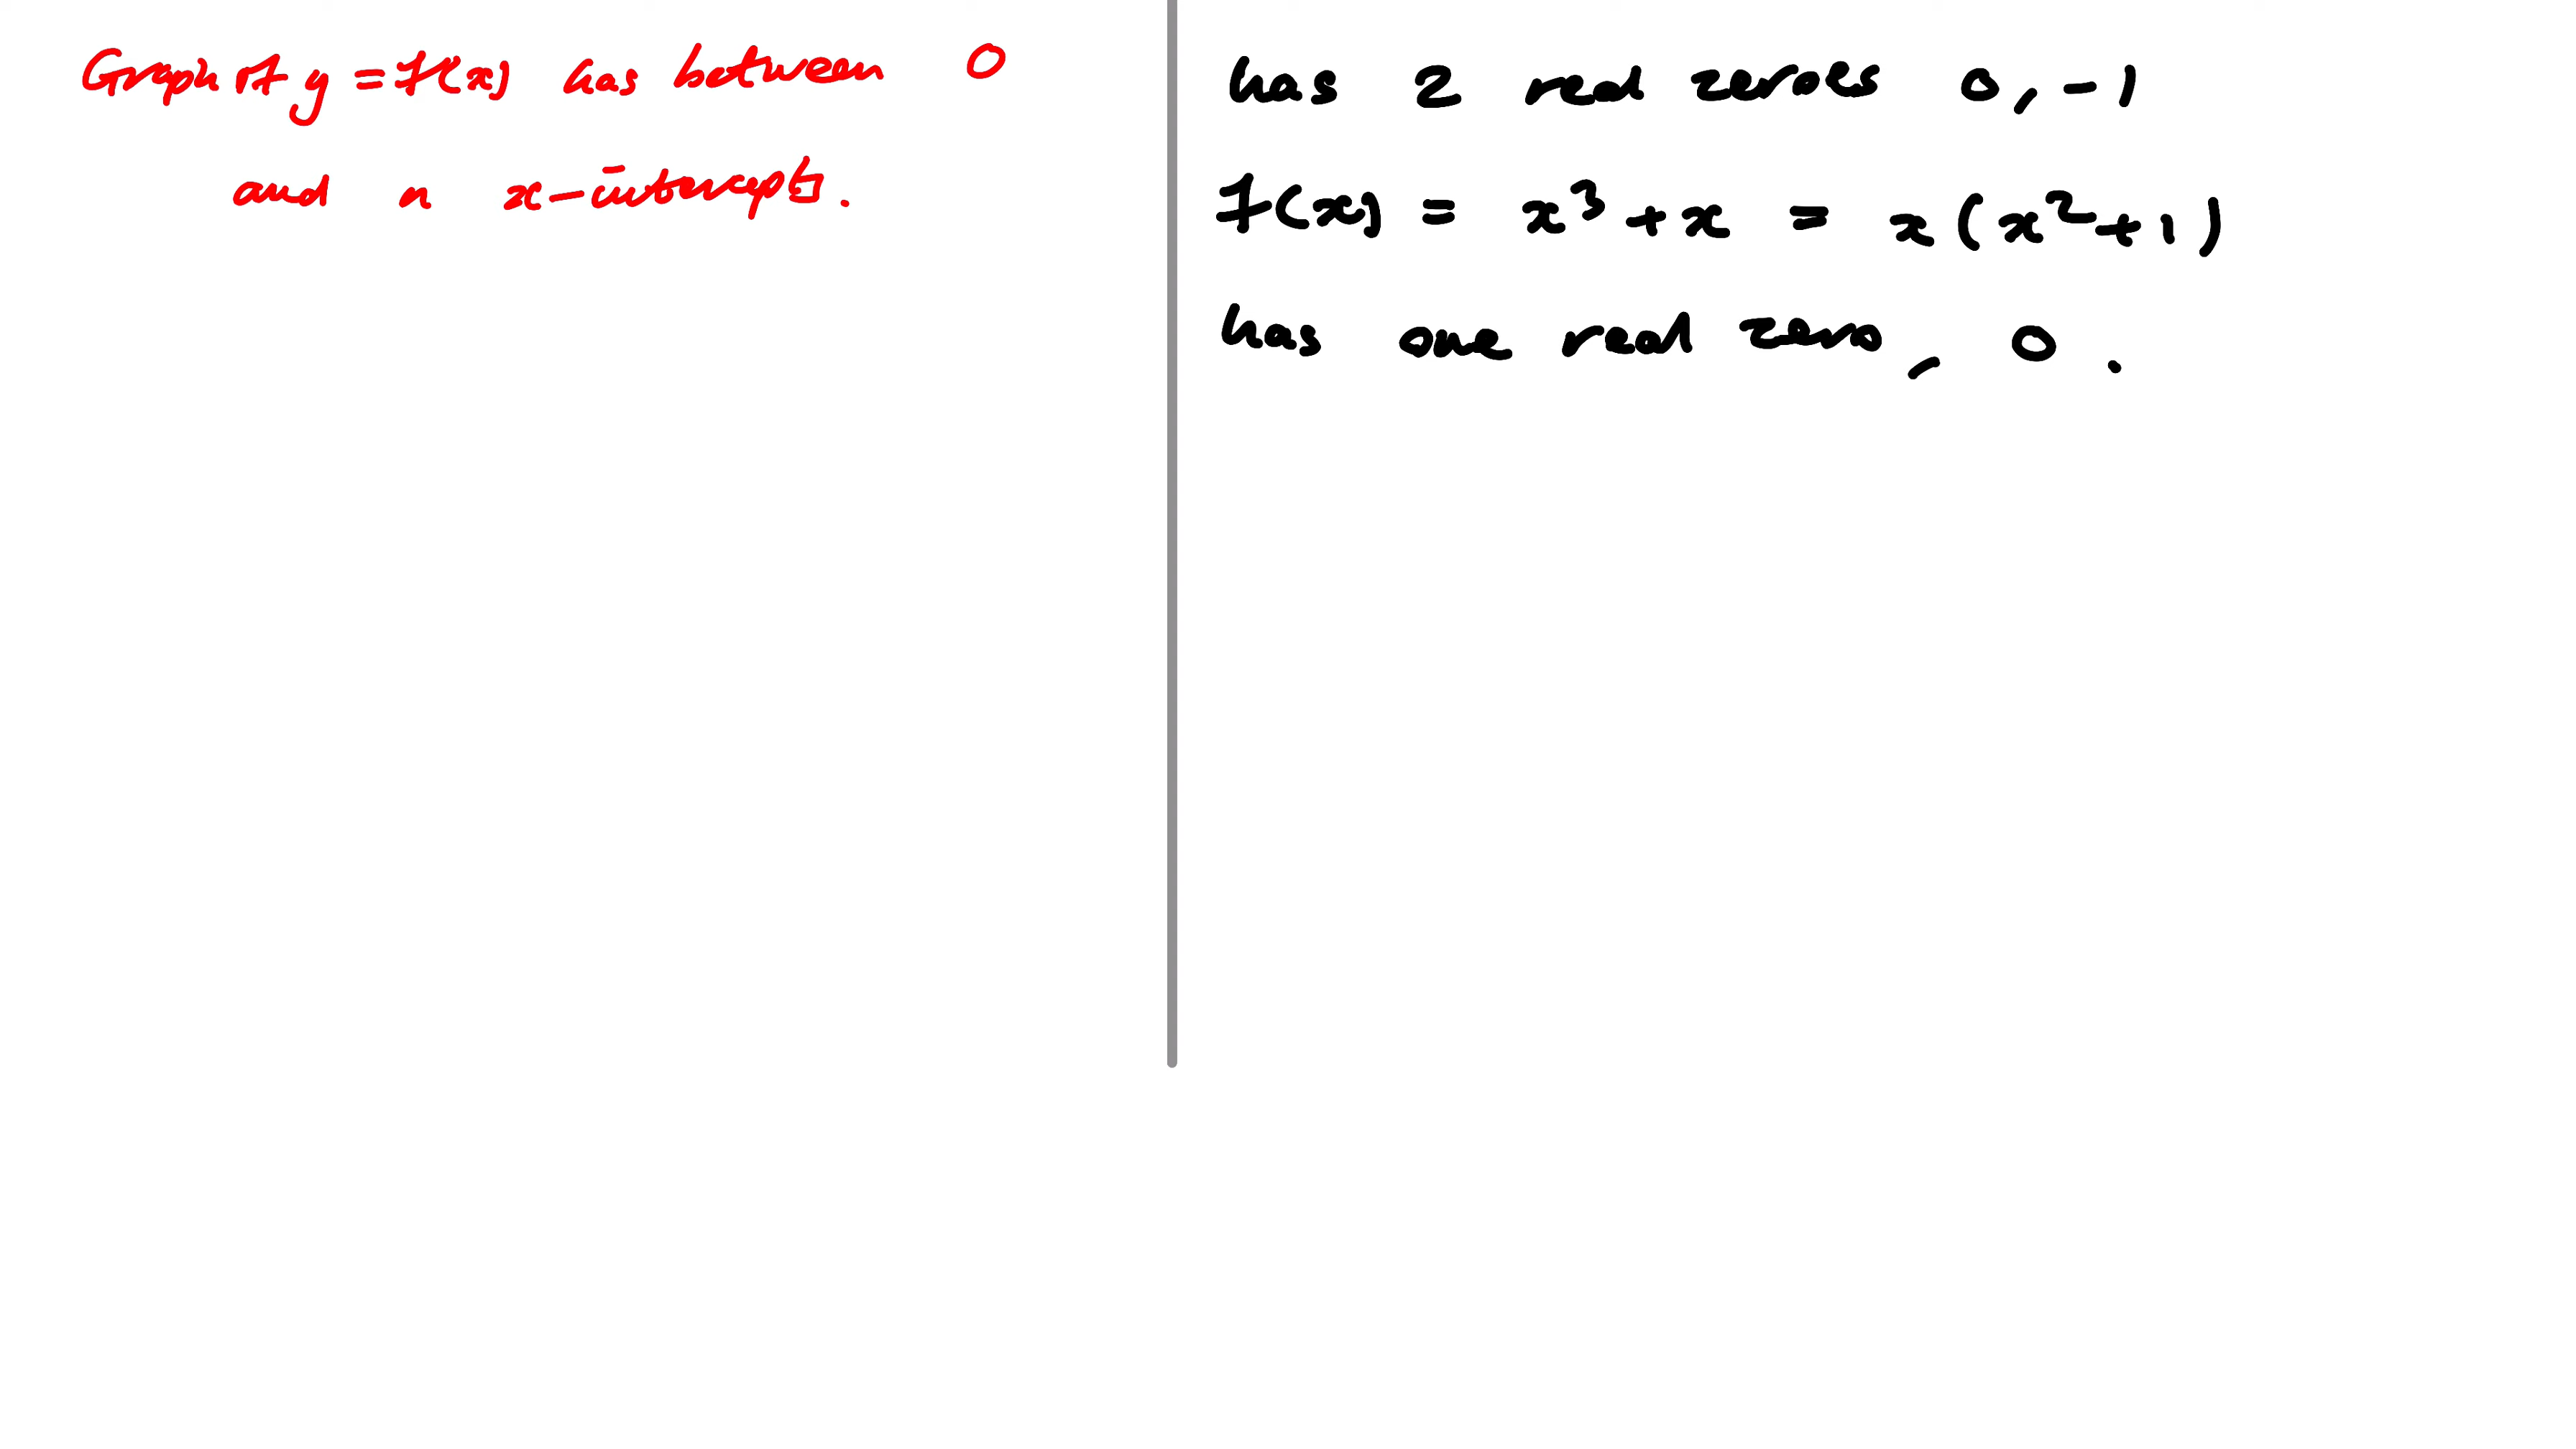 Graph of y = f(x) has between 0
and n x-intercepts.
has 2 real zeroes 0, -1
f(x) = x³ + x = x(x² + 1)
has one real zero, 0.